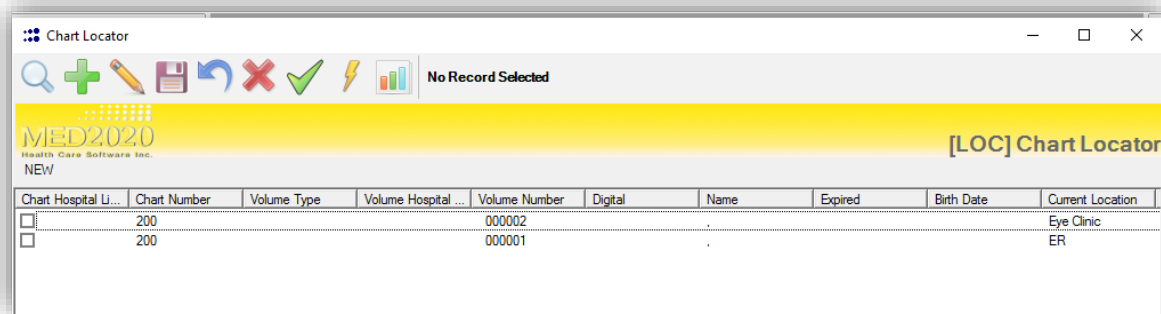 Chart Locator
No Record Selected
MED2020
Health Care Software Inc.
[LOC] Chart Locator
NEW
Chart Hospital Li... Chart Number Volume Type Volume Hospital ... Volume Number Digital Name Expired Birth Date Current Location
200 000002 , Eye Clinic
200 000001 , ER